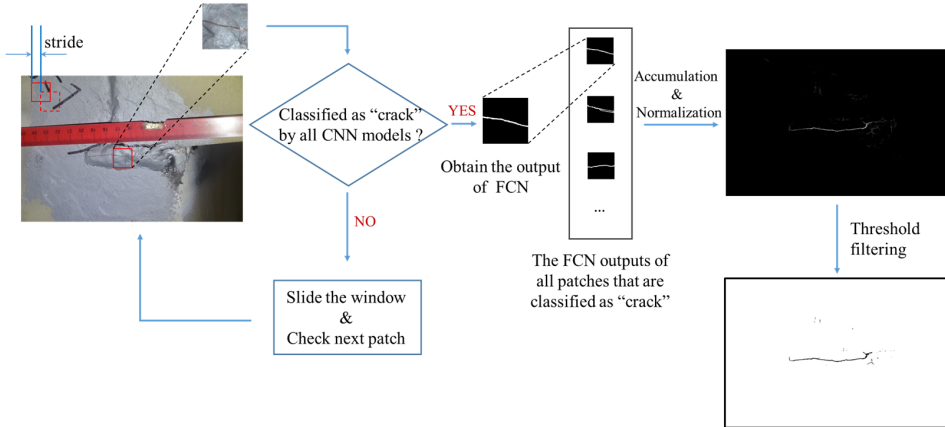 stride
Classified as “crack”
by all CNN models ?
YES
NO
Slide the window
&
Check next patch
Obtain the output
of FCN
...
The FCN outputs of
all patches that are
classified as “crack”
Accumulation
&
Normalization
Threshold
filtering